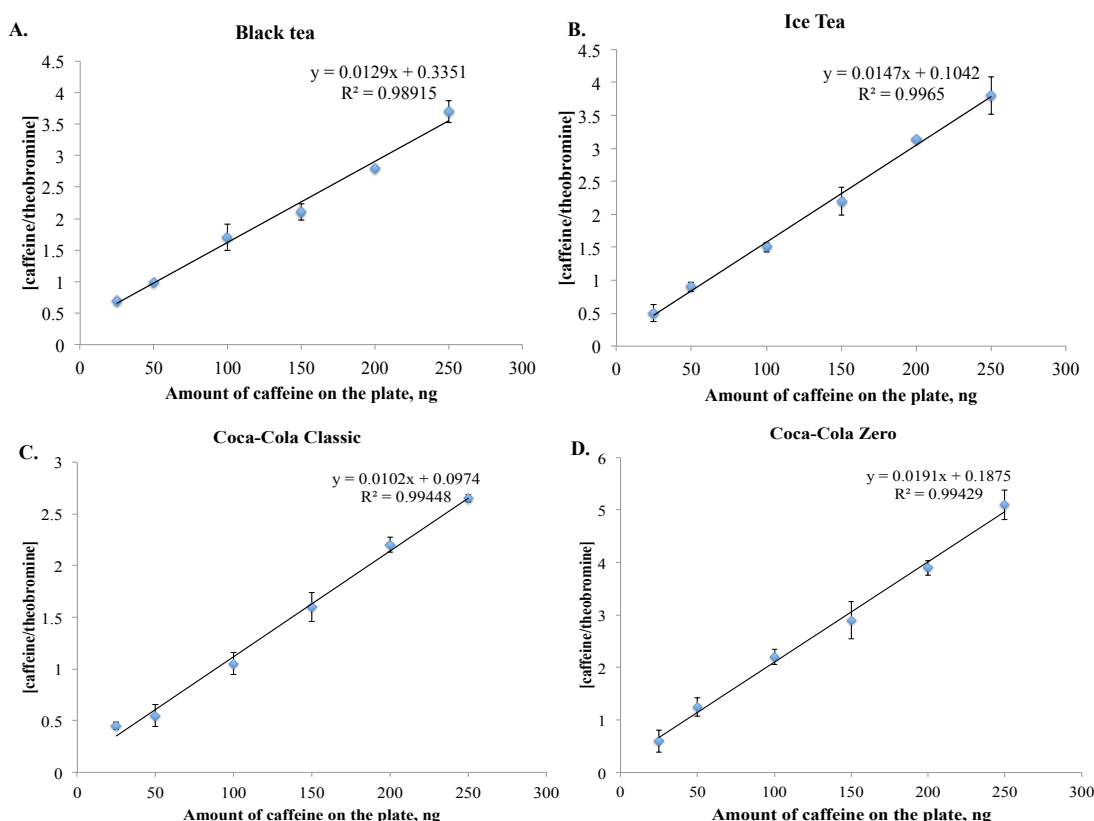 A.
Black tea
y = 0.0129x + 0.3351
R² = 0.98915
[caffeine/theobromine]
4.5
4
3.5
3
2.5
2
1.5
1
0.5
0
0 50 100 150 200 250 300
Amount of caffeine on the plate, ng
B.
Ice Tea
y = 0.0147x + 0.1042
R² = 0.9965
[caffeine/theobromine]
4.5
4
3.5
3
2.5
2
1.5
1
0.5
0
0 50 100 150 200 250 300
Amount of caffeine on the plate, ng
C.
Coca-Cola Classic
y = 0.0102x + 0.0974
R² = 0.99448
[caffeine/theobromine]
3
2.5
2
1.5
1
0.5
0
0 50 100 150 200 250 300
Amount of caffeine on the plate, ng
D.
Coca-Cola Zero
y = 0.0191x + 0.1875
R² = 0.99429
[caffeine/theobromine]
6
5
4
3
2
1
0
0 50 100 150 200 250 300
Amount of caffeine on the plate, ng